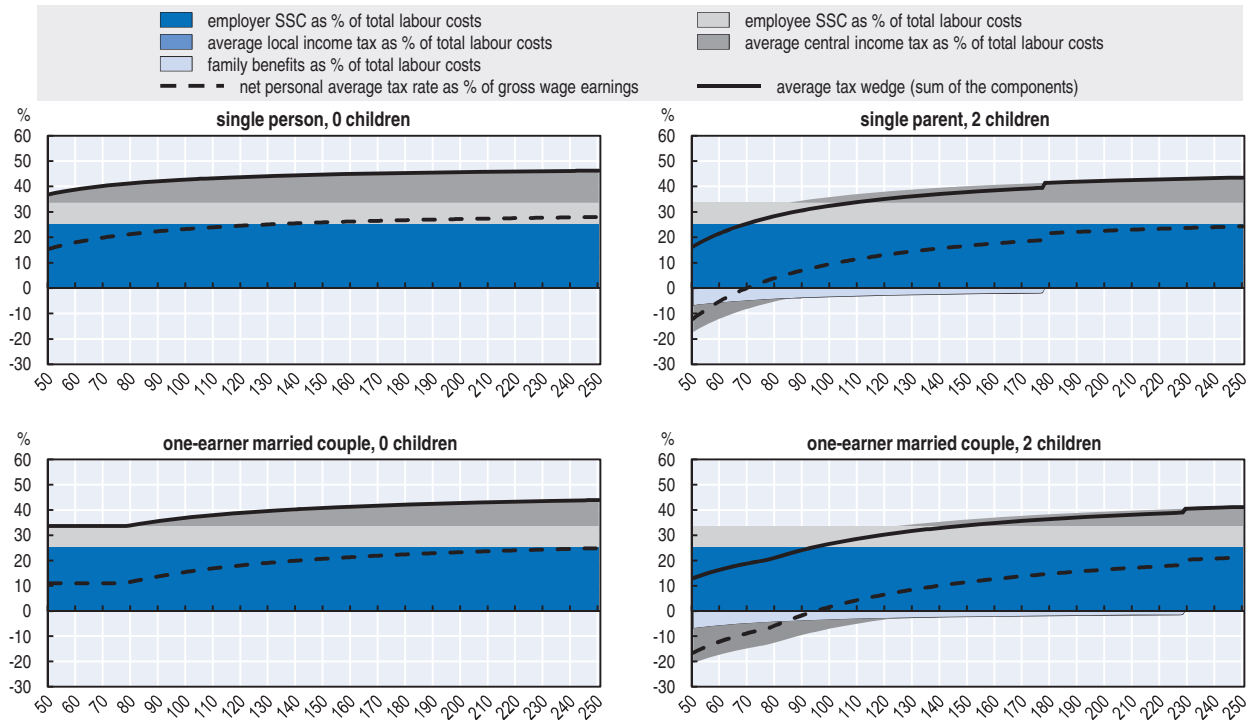 employer SSC as % of total labour costs
employee SSC as % of total labour costs
average local income tax as % of total labour costs
average central income tax as % of total labour costs
family benefits as % of total labour costs
net personal average tax rate as % of gross wage earnings
average tax wedge (sum of the components)
%
single person, 0 children
60
50
40
30
20
10
0
-10
-20
-30
50 60 70 80 90 100 110 120 130 140 150 160 170 180 190 200 210 220 230 240 250
%
single parent, 2 children
60
50
40
30
20
10
0
-10
-20
-30
50 60 70 80 90 100 110 120 130 140 150 160 170 180 190 200 210 220 230 240 250
%
one-earner married couple, 0 children
60
50
40
30
20
10
0
-10
-20
-30
50 60 70 80 90 100 110 120 130 140 150 160 170 180 190 200 210 220 230 240 250
%
one-earner married couple, 2 children
60
50
40
30
20
10
0
-10
-20
-30
50 60 70 80 90 100 110 120 130 140 150 160 170 180 190 200 210 220 230 240 250